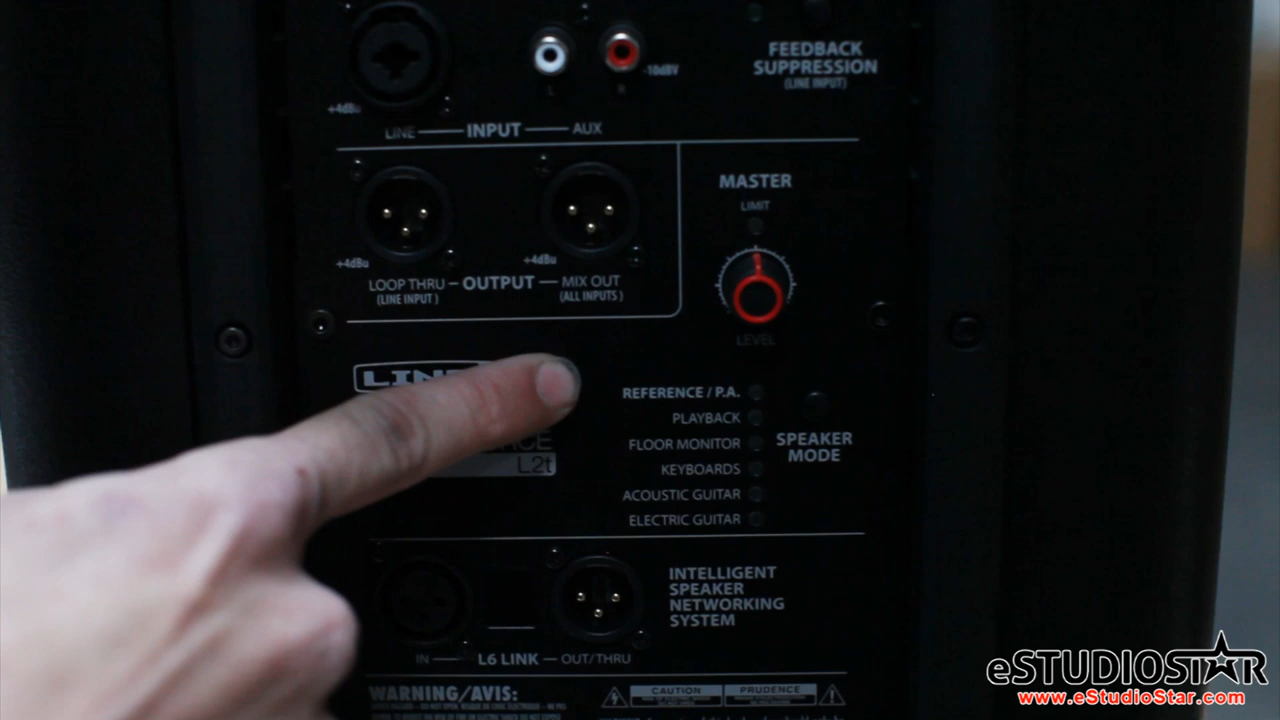 FEEDBACK
SUPPRESSION
(LINE INPUT)
-10dBV
L R
+4dBu
LINE INPUT AUX
MASTER
LIMIT
+4dBu +4dBu
LOOP THRU OUTPUT MIX OUT
(LINE INPUT) (ALL INPUTS)
LEVEL
REFERENCE / P.A.
PLAYBACK
FLOOR MONITOR
KEYBOARDS
ACOUSTIC GUITAR
ELECTRIC GUITAR
SPEAKER
MODE
L2t
INTELLIGENT
SPEAKER
NETWORKING
SYSTEM
IN L6 LINK OUT/THRU
WARNING/AVIS:
CAUTION PRUDENCE
eSTUDIOSTAR
www.eStudioStar.com